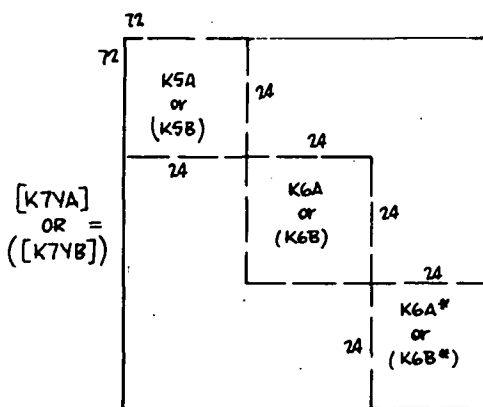 72
72
K5A
or
(K5B)
24
24
24
[K7YA]
OR =
([K7YB])
K6A
or
(K6B)
24
24
K6A*
or
(K6B*)
24